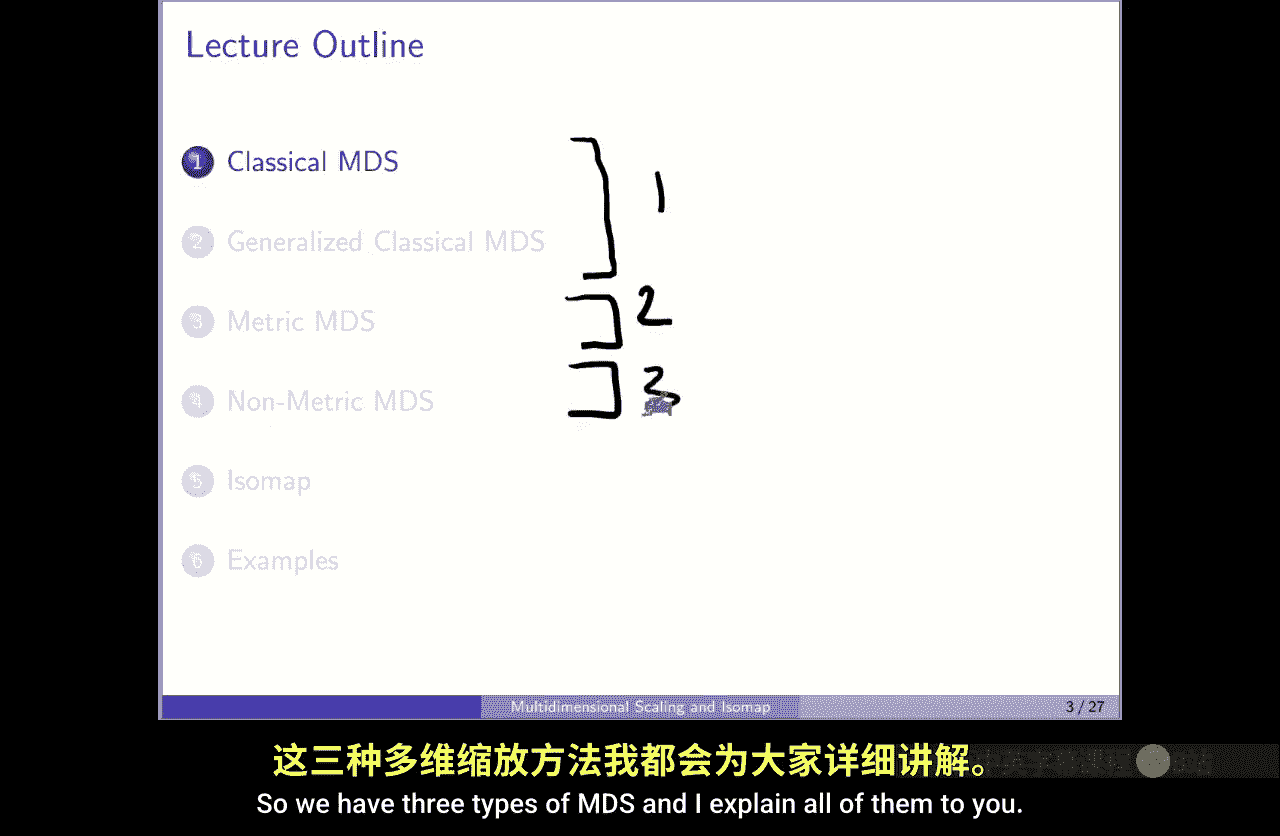 Lecture Outline
1 Classical MDS
2 Generalized Classical MDS
3 Metric MDS
4 Non-Metric MDS
5 Isomap
6 Examples
1
2
3
Multidimensional Scaling and Isomap
3 / 27
这三种多维缩放方法我都会为大家详细讲解。
So we have three types of MDS and I explain all of them to you.